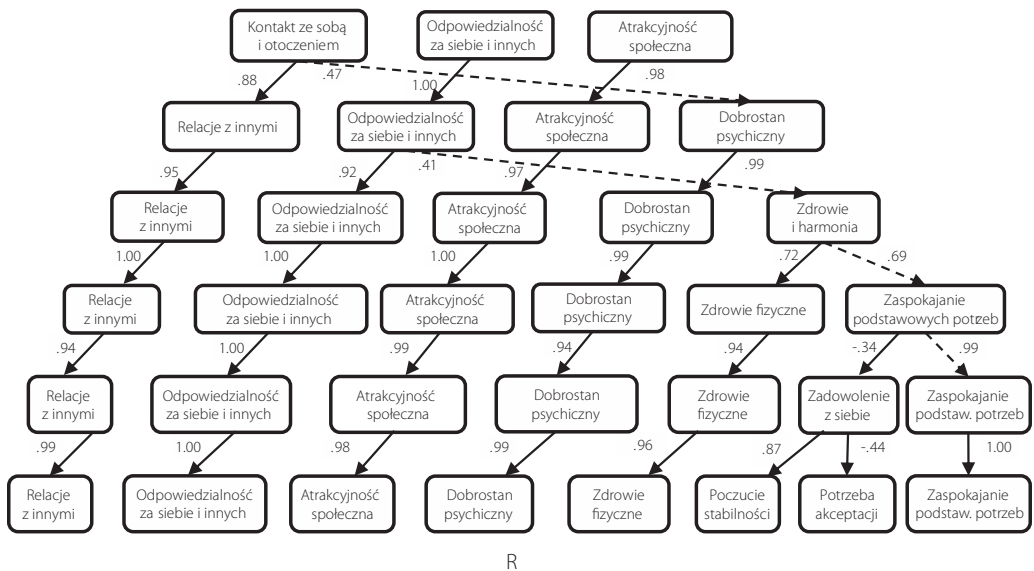 Kontakt ze sobą
i otoczeniem
Odpowiedzialność
za siebie i innych
Atrakcyjność
społeczna
.88
.47
1.00
.98
Relacje z innymi
Odpowiedzialność
za siebie i innych
Atrakcyjność
społeczna
Dobrostan
psychiczny
.95
.92
.41
.97
.99
Relacje
z innymi
Odpowiedzialność
za siebie i innych
Atrakcyjność
społeczna
Dobrostan
psychiczny
Zdrowie
i harmonia
1.00
1.00
1.00
.99
.72
.69
Relacje
z innymi
Odpowiedzialność
za siebie i innych
Atrakcyjność
społeczna
Dobrostan
psychiczny
Zdrowie fizyczne
Zaspokajanie
podstawowych potrzeb
.94
1.00
.99
.94
.94
-.34
.99
Relacje
z innymi
Odpowiedzialność
za siebie i innych
Atrakcyjność
społeczna
Dobrostan
psychiczny
Zdrowie
fizyczne
Zadowolenie
z siebie
Zaspokajanie
podstaw. potrzeb
.99
1.00
.98
.99
.96
.87
-.44
1.00
Relacje
z innymi
Odpowiedzialność
za siebie i innych
Atrakcyjność
społeczna
Dobrostan
psychiczny
Zdrowie
fizyczne
Poczucie
stabilności
Potrzeba
akceptacji
Zaspokajanie
podstaw. potrzeb
R